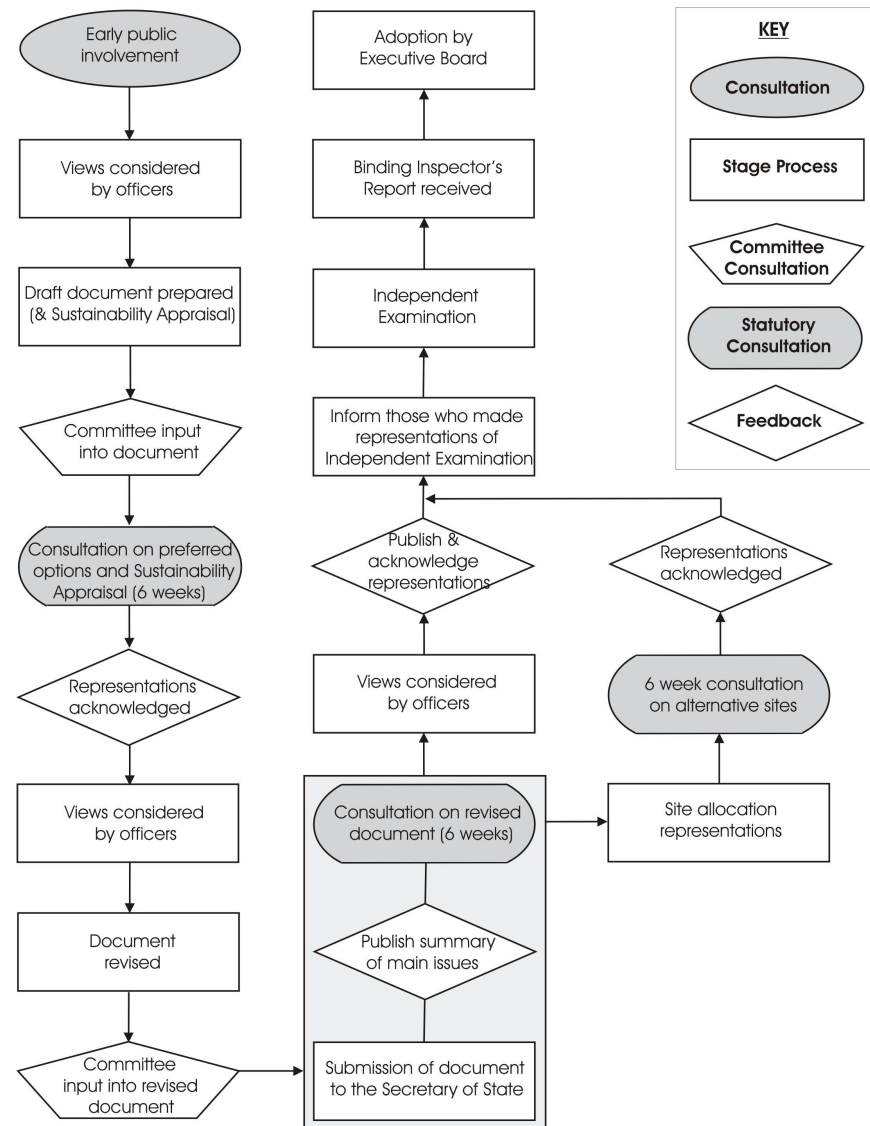 Early public
involvement
Views considered
by officers
Draft document prepared
(& Sustainability Appraisal)
Committee input
into document
Consultation on preferred
options and Sustainability
Appraisal (6 weeks)
Representations
acknowledged
Views considered
by officers
Document
revised
Committee
input into revised
document
Submission of document
to the Secretary of State
Publish summary
of main issues
Consultation on revised
document (6 weeks)
Views considered
by officers
Publish &
acknowledge
representations
Site allocation
representations
6 week consultation
on alternative sites
Representations
acknowledged
Inform those who made
representations of
Independent Examination
Independent
Examination
Binding Inspector's
Report received
Adoption by
Executive Board
KEY
Consultation
Stage Process
Committee
Consultation
Statutory
Consultation
Feedback